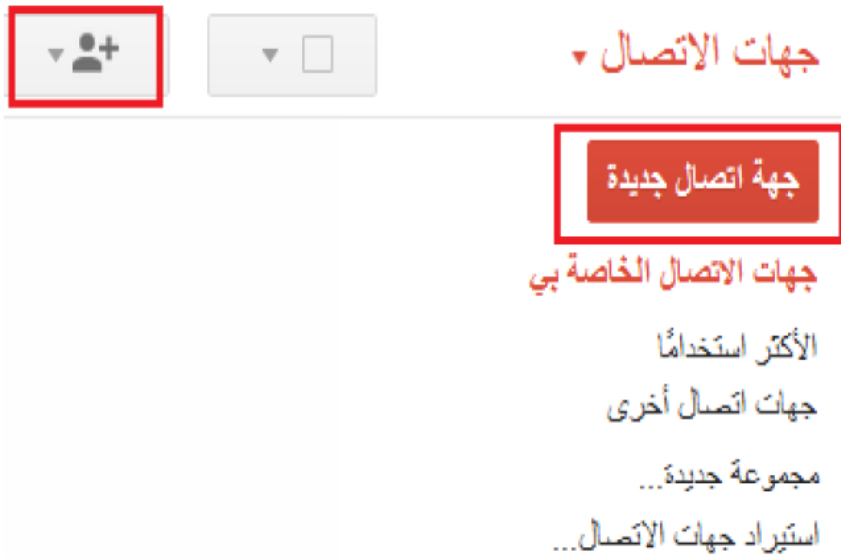 جهات الاتصال
جهة اتصال جديدة
جهات الاتصال الخاصة بي
الأكثر استخدامًا
جهات اتصال أخرى
مجموعة جديدة...
استيراد جهات الاتصال...